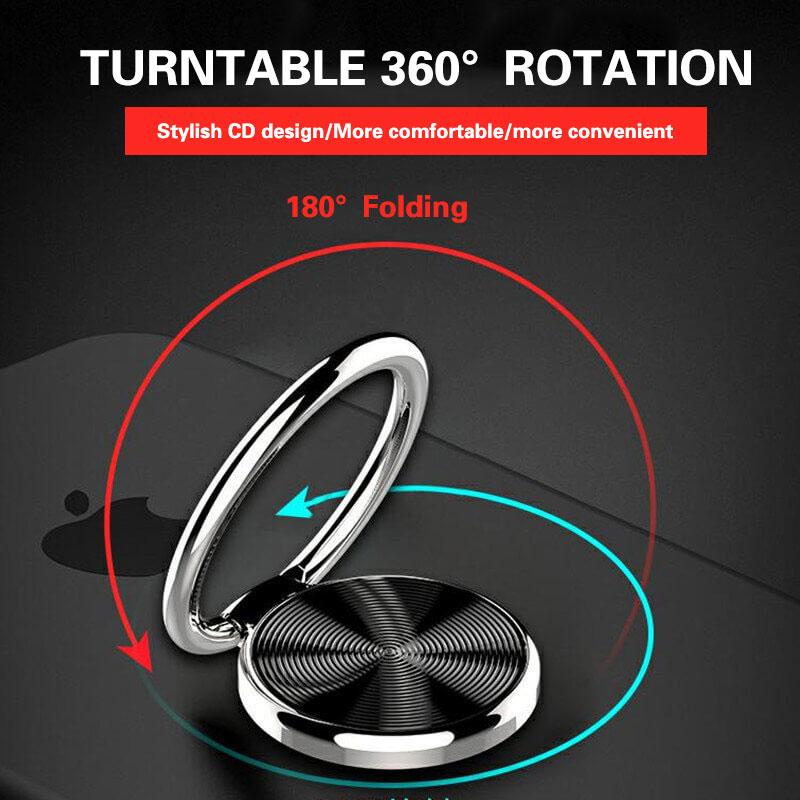 TURNTABLE 360° ROTATION
Stylish CD design/More comfortable/more convenient
180° Folding